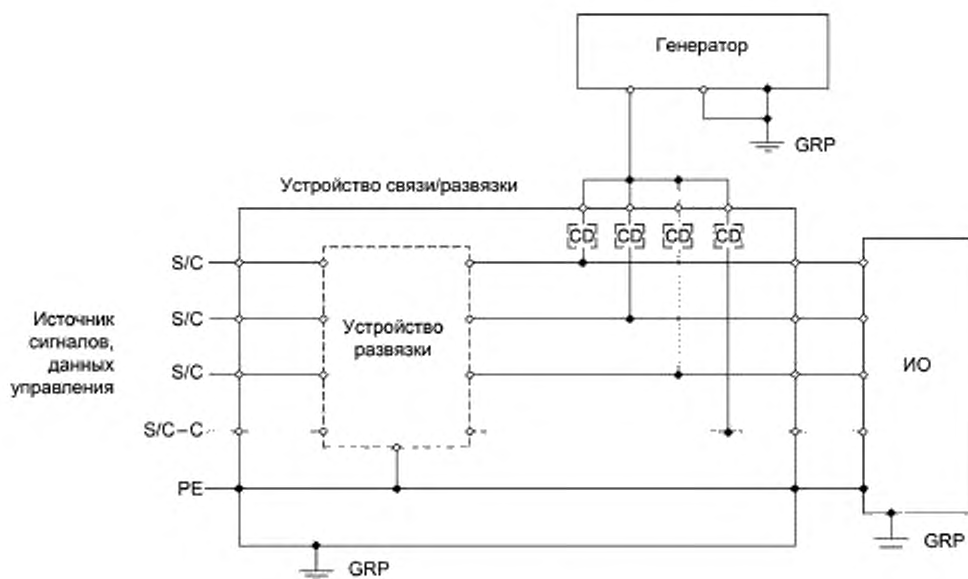 Генератор
GRP
Устройство связи/развязки
CD CD CD CD
S/C
S/C
S/C
S/C–C
PE
Источник
сигналов,
данных
управления
Устройство
развязки
ИО
GRP
GRP